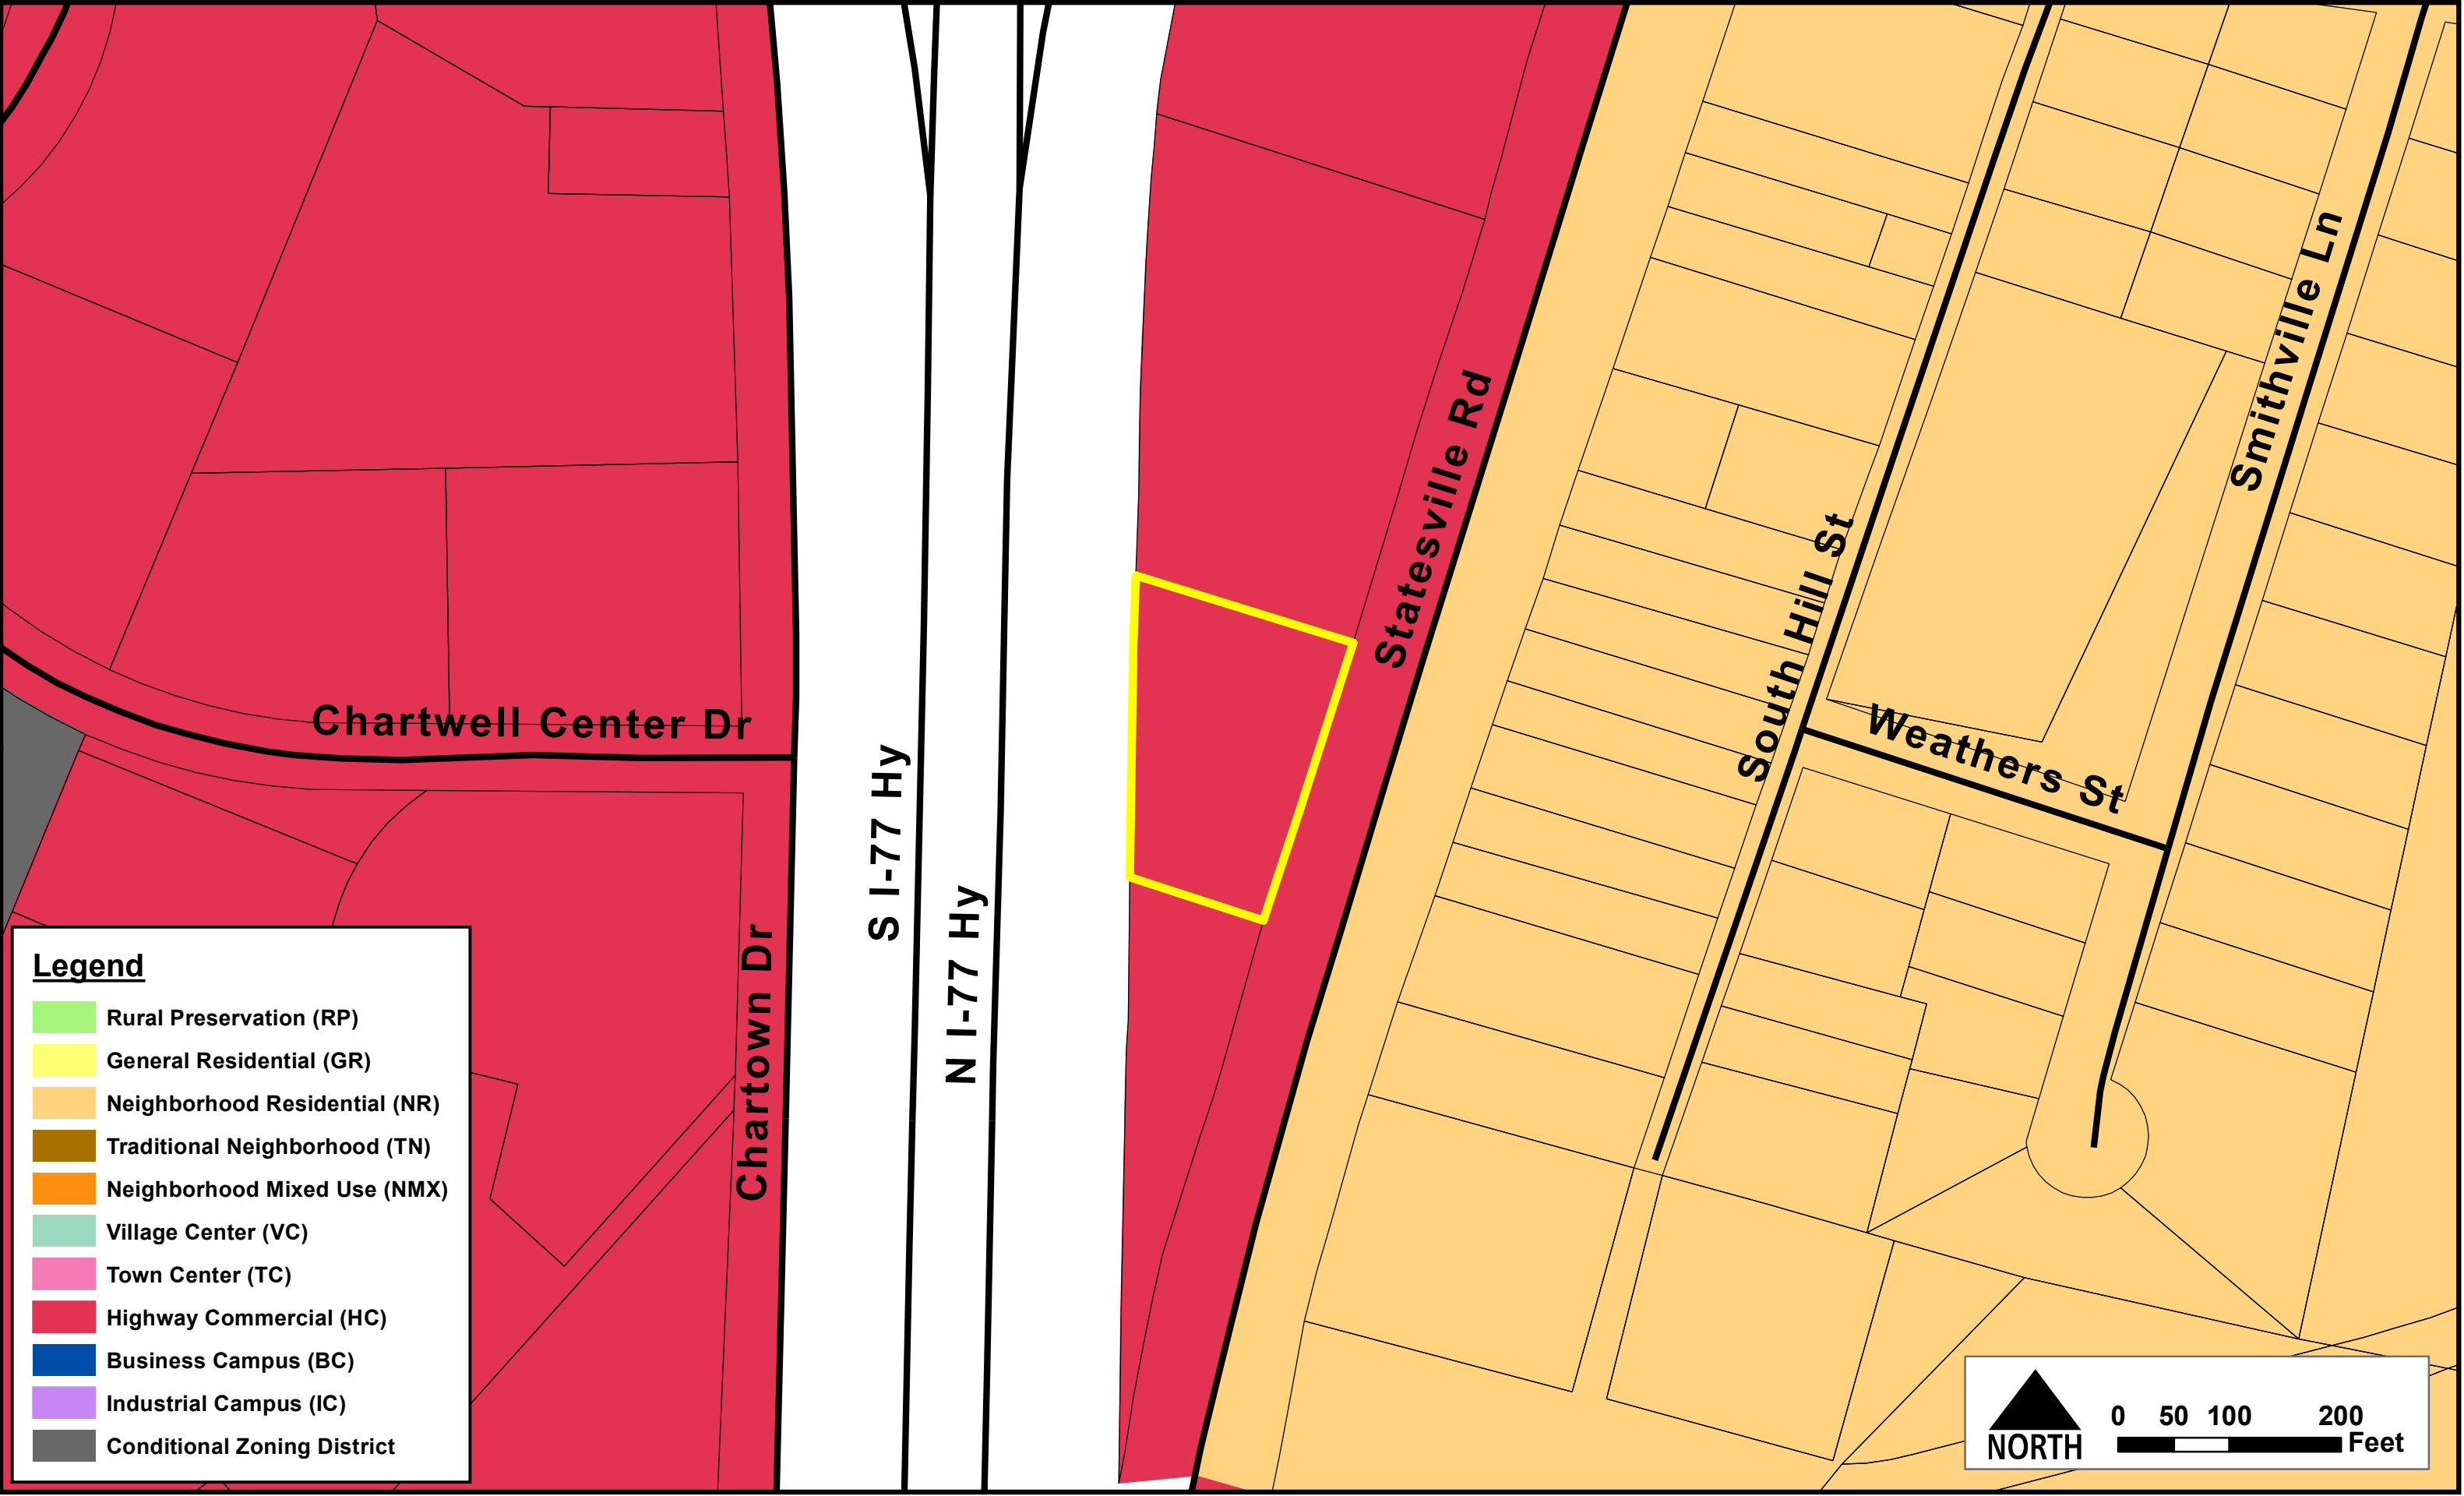 Statesville Rd
Smithville Ln
South Hill St
Weathers St
Chartwell Center Dr
S I-77 Hy
N I-77 Hy
Chartown Dr
Legend
Rural Preservation (RP)
General Residential (GR)
Neighborhood Residential (NR)
Traditional Neighborhood (TN)
Neighborhood Mixed Use (NMX)
Village Center (VC)
Town Center (TC)
Highway Commercial (HC)
Business Campus (BC)
Industrial Campus (IC)
Conditional Zoning District
NORTH
0 50 100 200
Feet